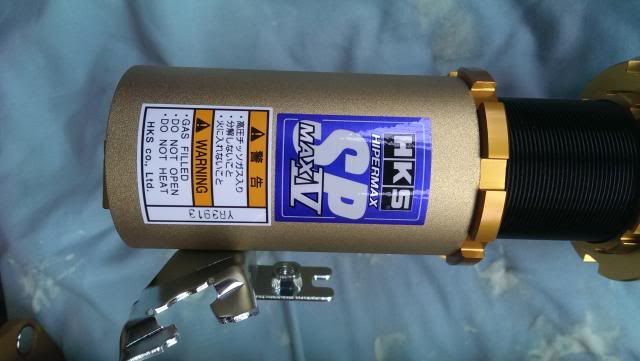 HKS
HIPERMAX
SP
MAX IV
警告
・高圧チッソガス入り
・分解しないこと
・火に入れないこと
WARNING
・GAS FILLED
・DO NOT OPEN
・DO NOT HEAT
HKS co., Ltd.
YR3913